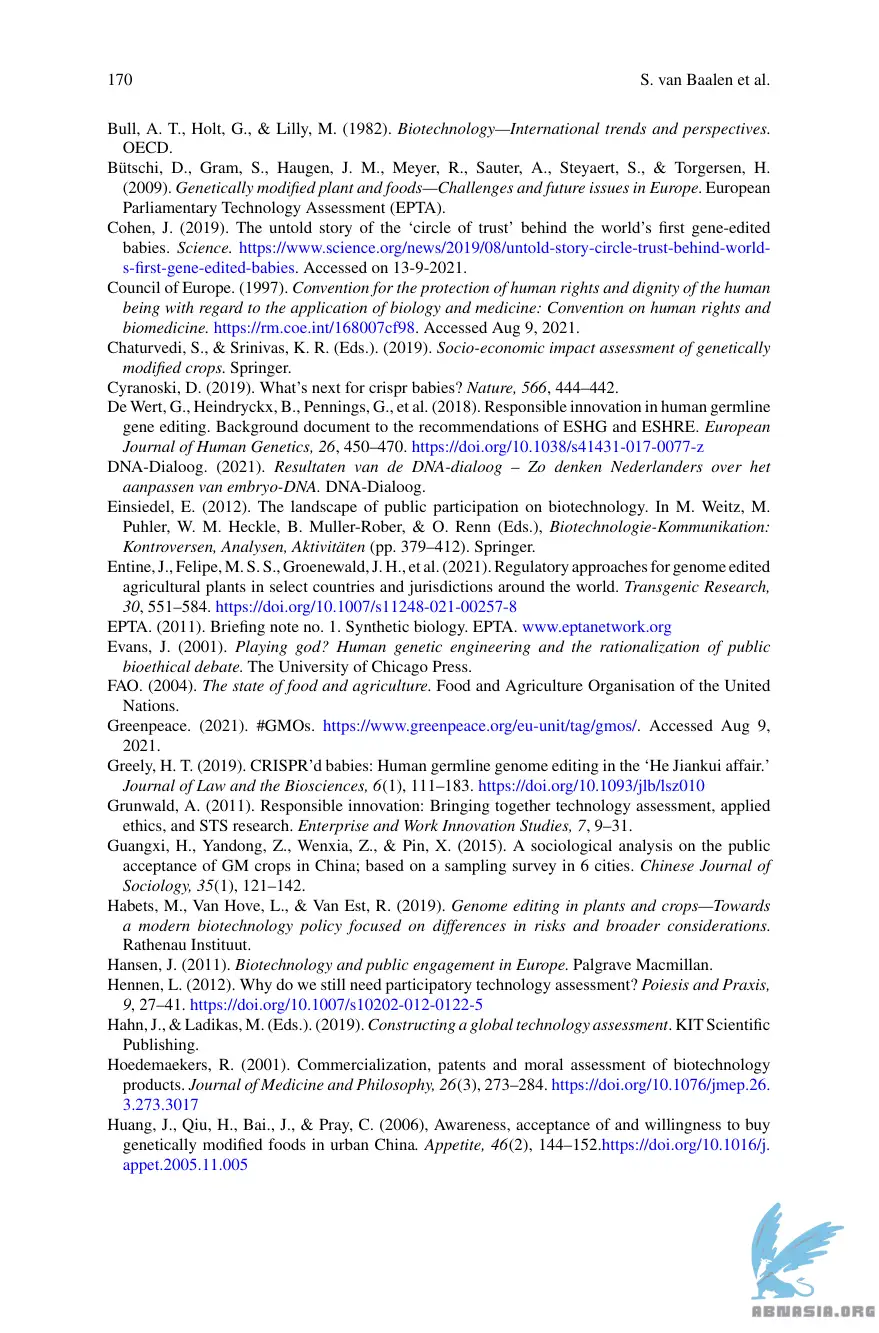 170 S. van Baalen et al.
Bull, A. T., Holt, G., & Lilly, M. (1982). Biotechnology—International trends and perspectives.
OECD.
Bütschi, D., Gram, S., Haugen, J. M., Meyer, R., Sauter, A., Steyaert, S., & Torgersen, H.
(2009). Genetically modified plant and foods—Challenges and future issues in Europe. European
Parliamentary Technology Assessment (EPTA).
Cohen, J. (2019). The untold story of the ‘circle of trust’ behind the world’s first gene-edited
babies. Science. https://www.science.org/news/2019/08/untold-story-circle-trust-behind-world-
s-first-gene-edited-babies. Accessed on 13-9-2021.
Council of Europe. (1997). Convention for the protection of human rights and dignity of the human
being with regard to the application of biology and medicine: Convention on human rights and
biomedicine. https://rm.coe.int/168007cf98. Accessed Aug 9, 2021.
Chaturvedi, S., & Srinivas, K. R. (Eds.). (2019). Socio-economic impact assessment of genetically
modified crops. Springer.
Cyranoski, D. (2019). What’s next for crispr babies? Nature, 566, 444–442.
De Wert, G., Heindryckx, B., Pennings, G., et al. (2018). Responsible innovation in human germline
gene editing. Background document to the recommendations of ESHG and ESHRE. European
Journal of Human Genetics, 26, 450–470. https://doi.org/10.1038/s41431-017-0077-z
DNA-Dialoog. (2021). Resultaten van de DNA-dialoog – Zo denken Nederlanders over het
aanpassen van embryo-DNA. DNA-Dialoog.
Einsiedel, E. (2012). The landscape of public participation on biotechnology. In M. Weitz, M.
Puhler, W. M. Heckle, B. Muller-Rober, & O. Renn (Eds.), Biotechnologie-Kommunikation:
Kontroversen, Analysen, Aktivitäten (pp. 379–412). Springer.
Entine, J., Felipe, M. S. S., Groenewald, J. H., et al. (2021). Regulatory approaches for genome edited
agricultural plants in select countries and jurisdictions around the world. Transgenic Research,
30, 551–584. https://doi.org/10.1007/s11248-021-00257-8
EPTA. (2011). Briefing note no. 1. Synthetic biology. EPTA. www.eptanetwork.org
Evans, J. (2001). Playing god? Human genetic engineering and the rationalization of public
bioethical debate. The University of Chicago Press.
FAO. (2004). The state of food and agriculture. Food and Agriculture Organisation of the United
Nations.
Greenpeace. (2021). #GMOs. https://www.greenpeace.org/eu-unit/tag/gmos/. Accessed Aug 9,
2021.
Greely, H. T. (2019). CRISPR’d babies: Human germline genome editing in the ‘He Jiankui affair.’
Journal of Law and the Biosciences, 6(1), 111–183. https://doi.org/10.1093/jlb/lsz010
Grunwald, A. (2011). Responsible innovation: Bringing together technology assessment, applied
ethics, and STS research. Enterprise and Work Innovation Studies, 7, 9–31.
Guangxi, H., Yandong, Z., Wenxia, Z., & Pin, X. (2015). A sociological analysis on the public
acceptance of GM crops in China; based on a sampling survey in 6 cities. Chinese Journal of
Sociology, 35(1), 121–142.
Habets, M., Van Hove, L., & Van Est, R. (2019). Genome editing in plants and crops—Towards
a modern biotechnology policy focused on differences in risks and broader considerations.
Rathenau Instituut.
Hansen, J. (2011). Biotechnology and public engagement in Europe. Palgrave Macmillan.
Hennen, L. (2012). Why do we still need participatory technology assessment? Poiesis and Praxis,
9, 27–41. https://doi.org/10.1007/s10202-012-0122-5
Hahn, J., & Ladikas, M. (Eds.). (2019). Constructing a global technology assessment. KIT Scientific
Publishing.
Hoedemaekers, R. (2001). Commercialization, patents and moral assessment of biotechnology
products. Journal of Medicine and Philosophy, 26(3), 273–284. https://doi.org/10.1076/jmep.26.
3.273.3017
Huang, J., Qiu, H., Bai., J., & Pray, C. (2006), Awareness, acceptance of and willingness to buy
genetically modified foods in urban China. Appetite, 46(2), 144–152.https://doi.org/10.1016/j.
appet.2005.11.005
ABNASIA.ORG